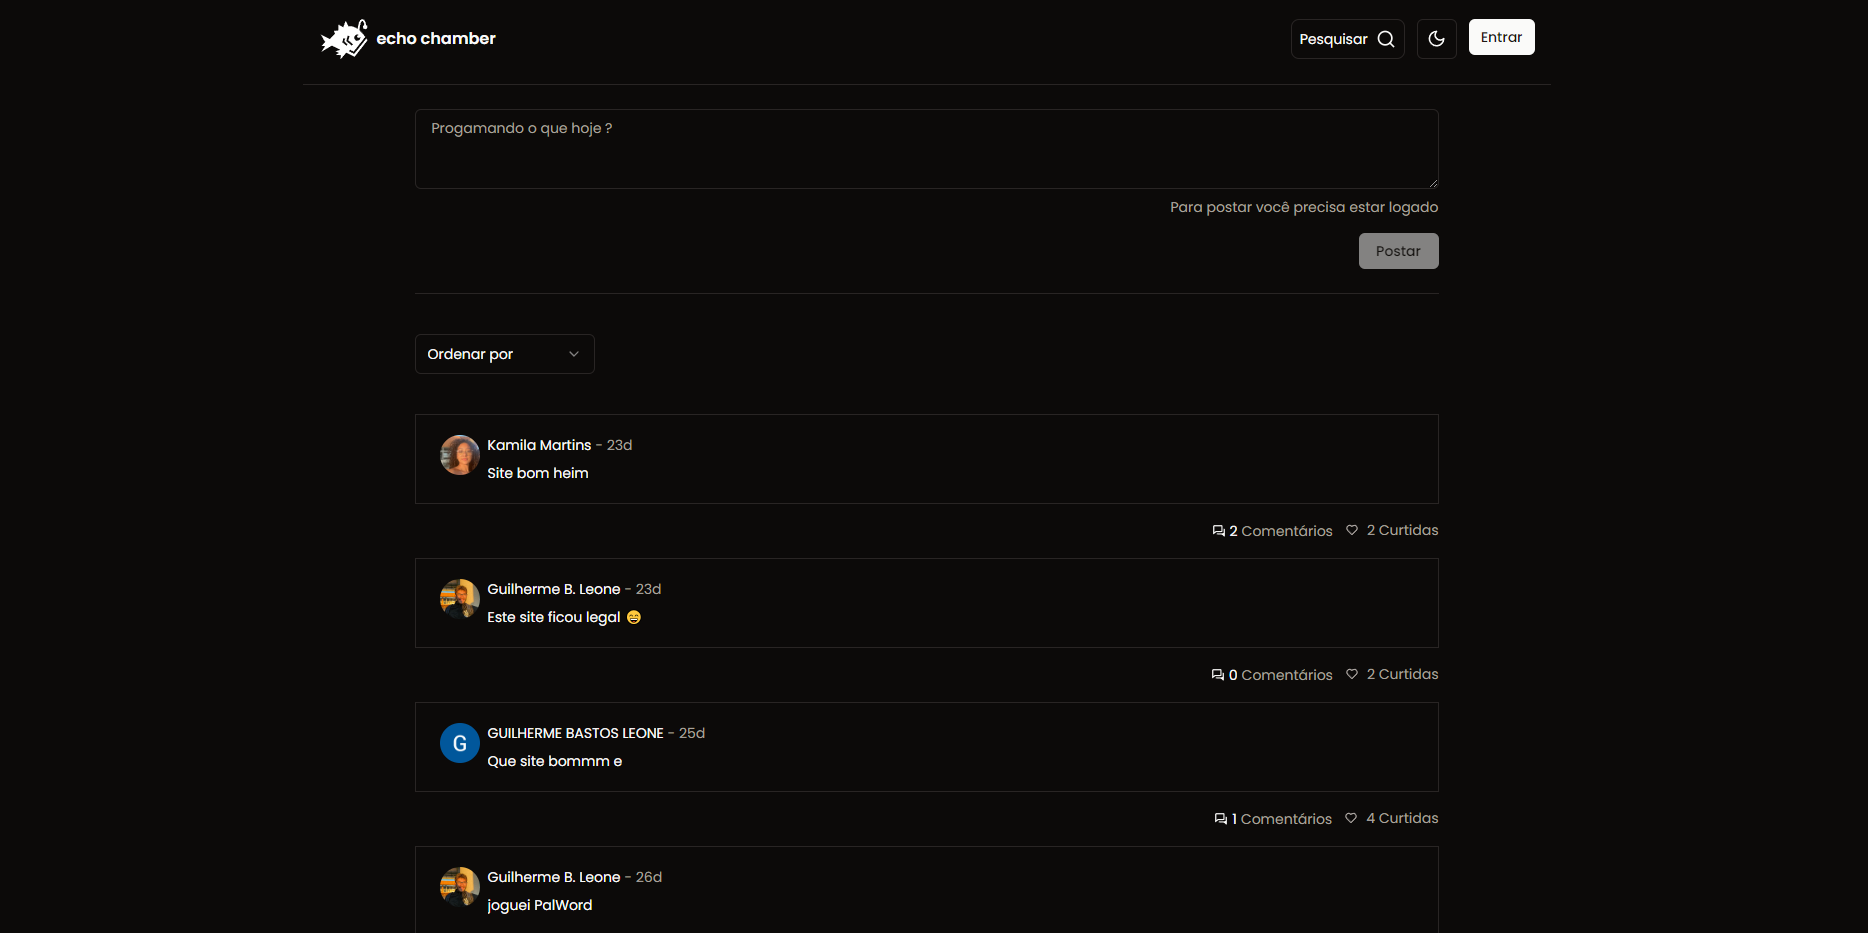 echo chamber
Pesquisar
Entrar
Progamando o que hoje ?
Para postar você precisa estar logado
Postar
Ordenar por
Kamila Martins - 23d
Site bom heim
2 Comentários 2 Curtidas
Guilherme B. Leone - 23d
Este site ficou legal 😄
0 Comentários 2 Curtidas
G
GUILHERME BASTOS LEONE - 25d
Que site bommm e
1 Comentários 4 Curtidas
Guilherme B. Leone - 26d
joguei PalWord